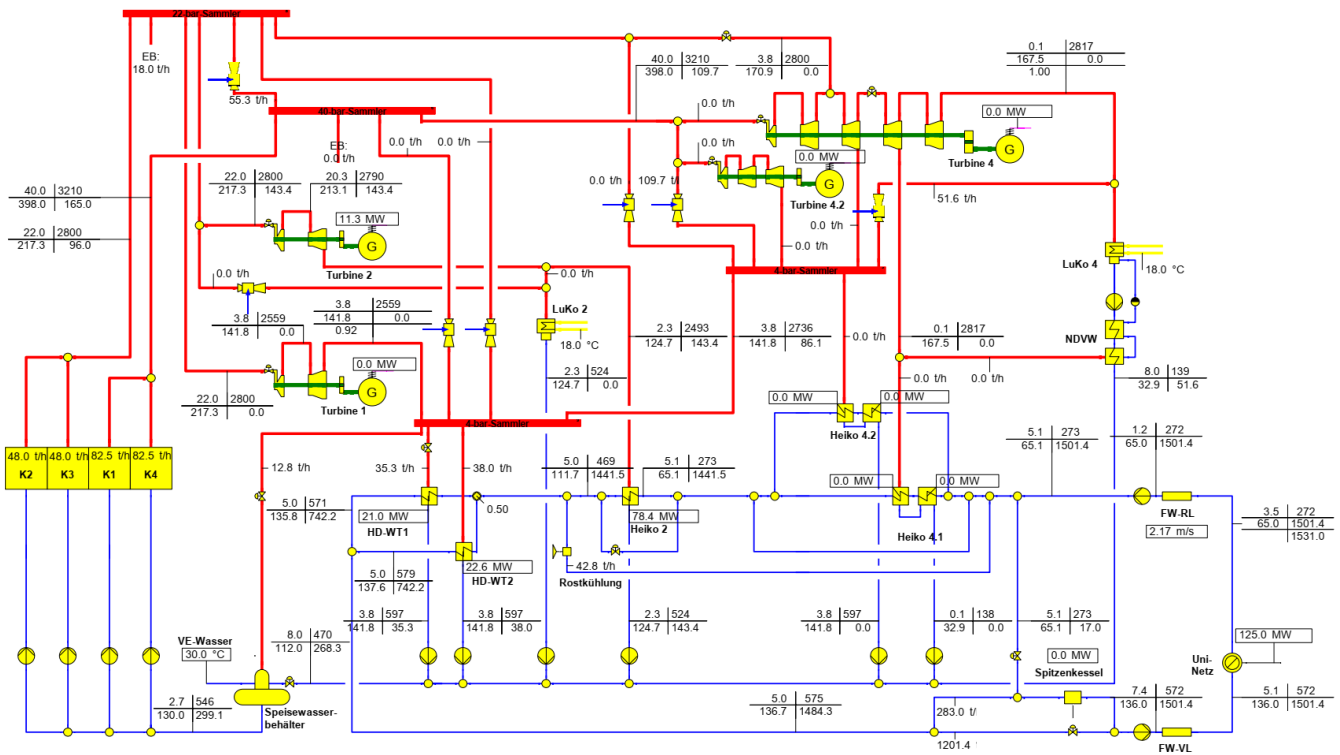 22-bar-Sammler
EB:
18.0 t/h
55.3 t/h
40-bar-Sammler
EB:
0.0 t/h
0.0 t/h
0.0 t/h
40.0 3210
398.0 165.0
22.0 2800
217.3 96.0
22.0 2800
217.3 143.4
20.3 2790
213.1 143.4
11.3 MW
G
Turbine 2
0.0 t/h
3.8 2559
141.8 0.0
3.8 2559
141.8 0.0
0.92
0.0 MW
G
Turbine 1
22.0 2800
217.3 0.0
40.0 3210
398.0 109.7
3.8 2800
170.9 0.0
0.1 2817
167.5 0.0
1.00
0.0 t/h
0.0 t/h
0.0 MW
G
Turbine 4
0.0 MW
G
Turbine 4.2
0.0 t/h
109.7 t/
0.0 t/h
0.0 t/h
51.6 t/h
4-bar-Sammler
LuKo 4
18.0 °C
NDVW
8.0 139
32.9 51.6
0.0 t/h
LuKo 2
18.0 °C
2.3 524
124.7 0.0
2.3 2493
124.7 143.4
3.8 2736
141.8 86.1
0.0 t/h
0.1 2817
167.5 0.0
0.0 t/h
0.0 t/h
0.0 MW
0.0 MW
Heiko 4.2
4-bar-Sammler
48.0 t/h
48.0 t/h
82.5 t/h
82.5 t/h
K2
K3
K1
K4
12.8 t/h
35.3 t/h
38.0 t/h
5.0 571
135.8 742.2
21.0 MW
HD-WT1
0.50
5.0 469
111.7 1441.5
5.1 273
65.1 1441.5
78.4 MW
Heiko 2
0.0 MW
0.0 MW
Heiko 4.1
5.1 273
65.1 1501.4
1.2 272
65.0 1501.4
FW-RL
2.17 m/s
3.5 272
65.0 1501.4
1531.0
22.6 MW
HD-WT2
42.8 t/h
Rostkühlung
5.0 579
137.6 742.2
3.8 597
141.8 35.3
3.8 597
141.8 38.0
2.3 524
124.7 143.4
3.8 597
141.8 0.0
0.1 138
32.9 0.0
5.1 273
65.1 17.0
0.0 MW
Spitzenkessel
125.0 MW
Uni-
Netz
VE-Wasser
30.0 °C
8.0 470
112.0 268.3
2.7 546
130.0 299.1
Speisewasser-
behälter
5.0 575
136.7 1484.3
283.0 t/
1201.4
7.4 572
136.0 1501.4
5.1 572
136.0 1501.4
FW-VL